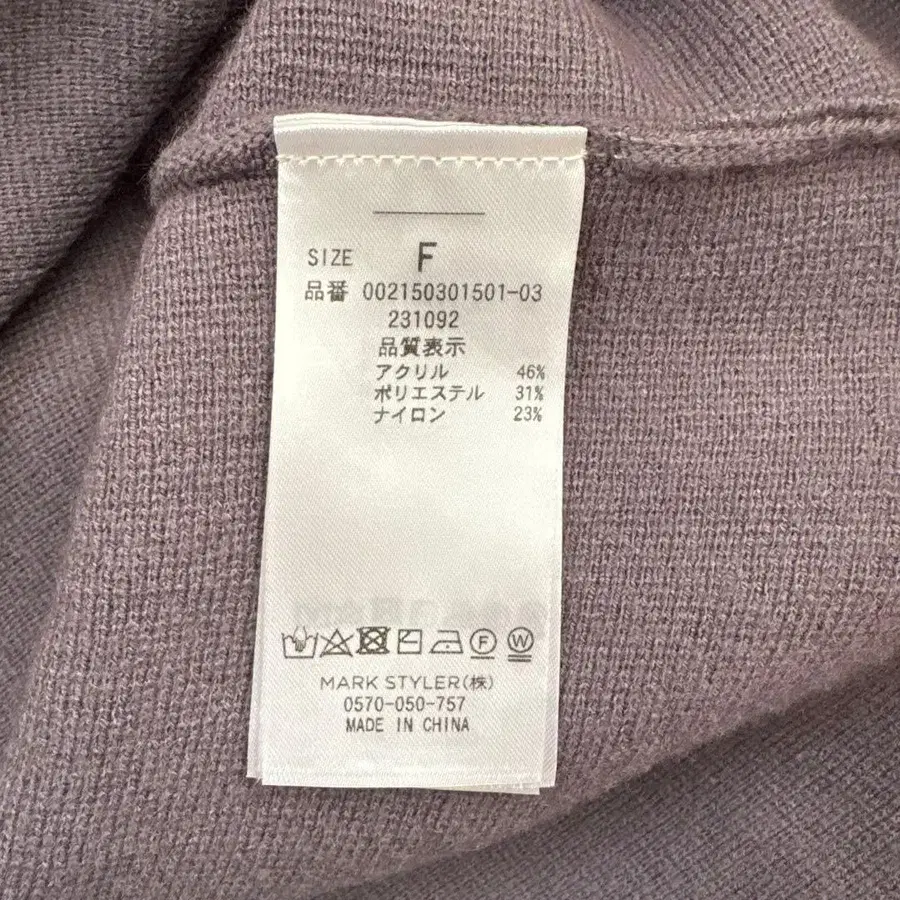 SIZE F
品番 002150301501-03
231092
品質表示
アクリル 46%
ポリエステル 31%
ナイロン 23%
F W
MARK STYLER(株)
0570-050-757
MADE IN CHINA